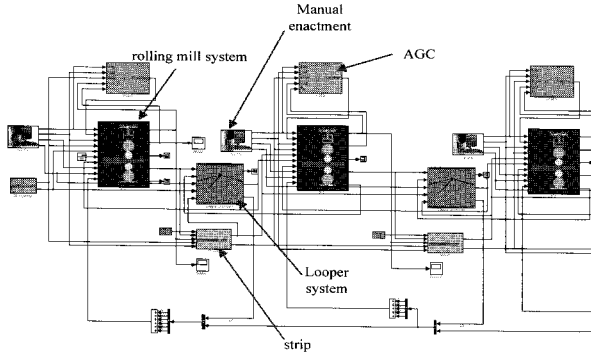 Manual
enactment
rolling mill system
AGC
Looper
system
strip